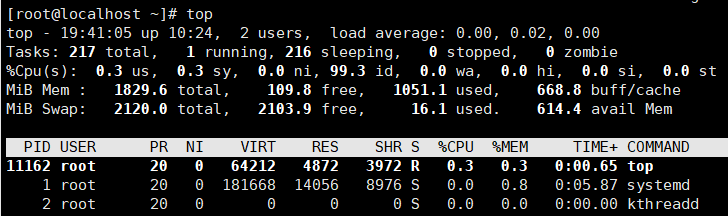 [root@localhost ~]# top
top - 19:41:05 up 10:24,  2 users,  load average: 0.00, 0.02, 0.00
Tasks: 217 total,   1 running, 216 sleeping,   0 stopped,   0 zombie
%Cpu(s):  0.3 us,  0.3 sy,  0.0 ni, 99.3 id,  0.0 wa,  0.0 hi,  0.0 si,  0.0 st
MiB Mem :   1829.6 total,    109.8 free,   1051.1 used,    668.8 buff/cache
MiB Swap:   2120.0 total,   2103.9 free,     16.1 used.    614.4 avail Mem
PID USER      PR  NI    VIRT    RES    SHR S  %CPU  %MEM     TIME+ COMMAND
11162 root      20   0   64212   4872   3972 R   0.3   0.3   0:00.65 top
1 root      20   0  181668  14056   8976 S   0.0   0.8   0:05.87 systemd
2 root      20   0       0      0      0 S   0.0   0.0   0:00.00 kthreadd